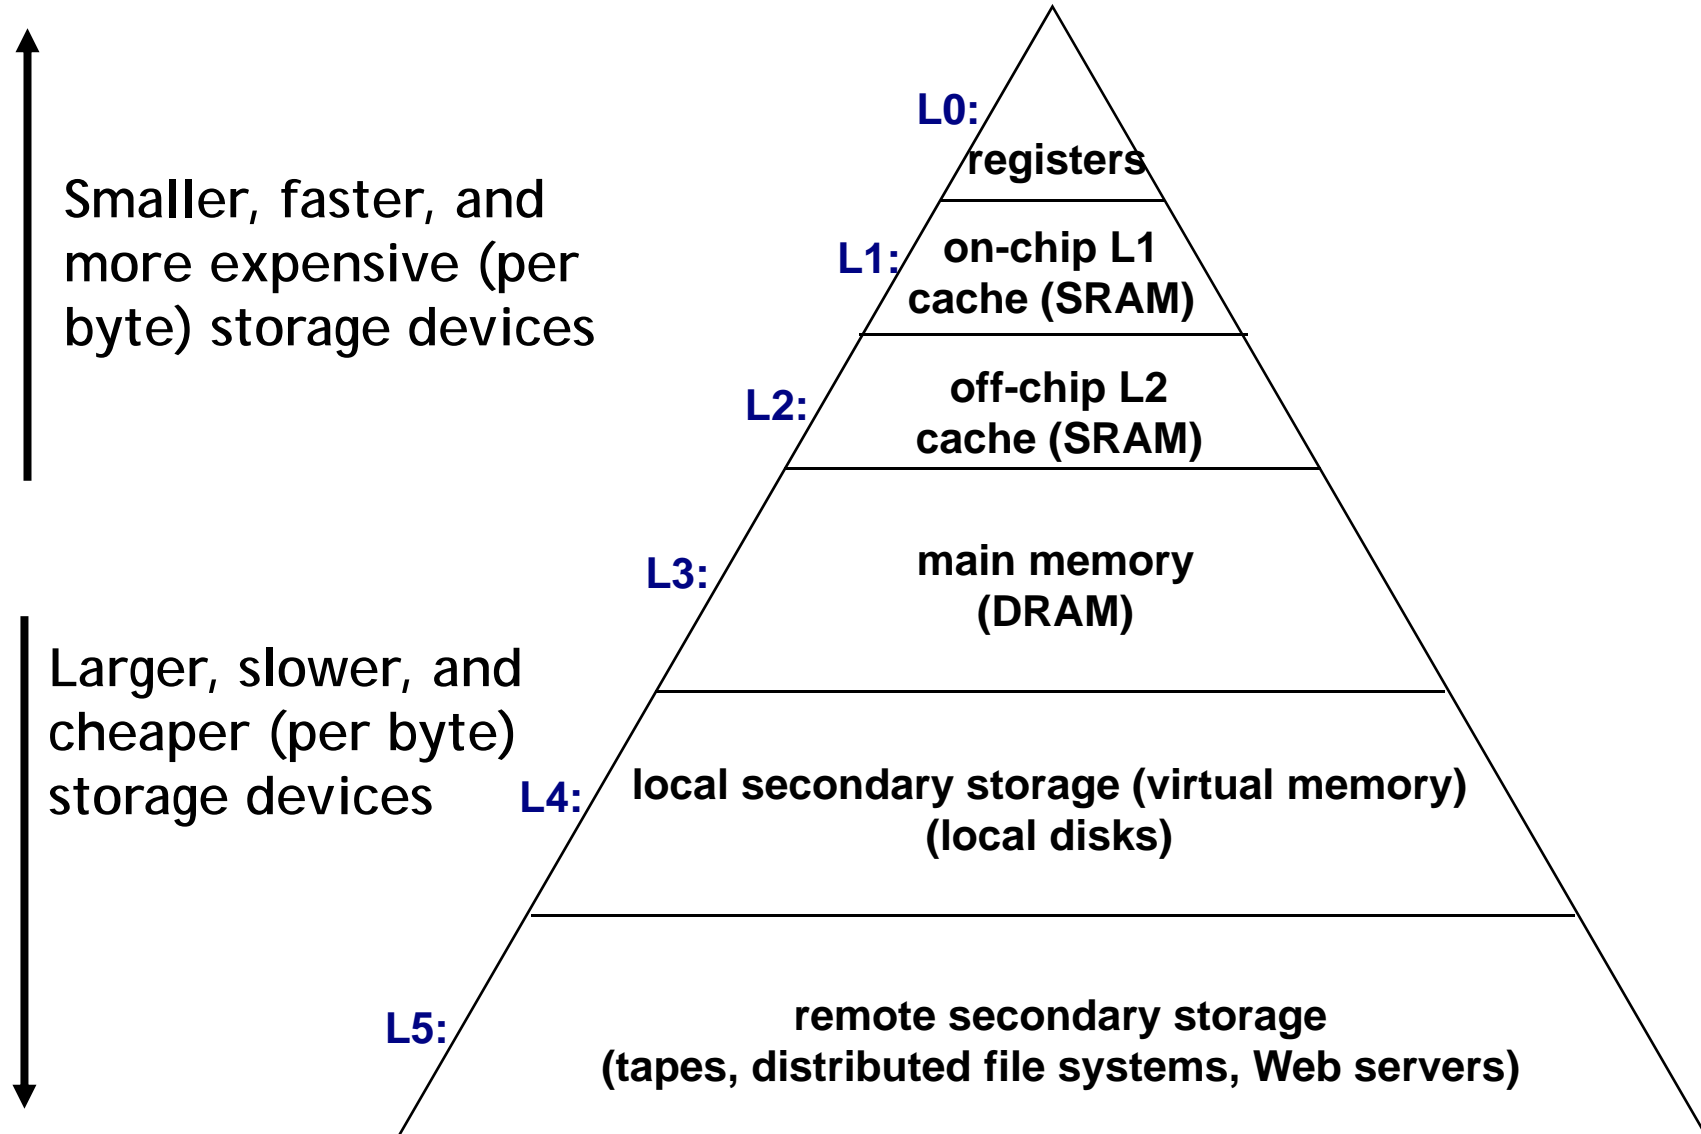 L0:
registers
Smaller, faster, and
more expensive (per
byte) storage devices
L1:
on-chip L1
cache (SRAM)
L2:
off-chip L2
cache (SRAM)
L3:
main memory
(DRAM)
Larger, slower, and
cheaper (per byte)
storage devices
L4:
local secondary storage (virtual memory)
(local disks)
L5:
remote secondary storage
(tapes, distributed file systems, Web servers)